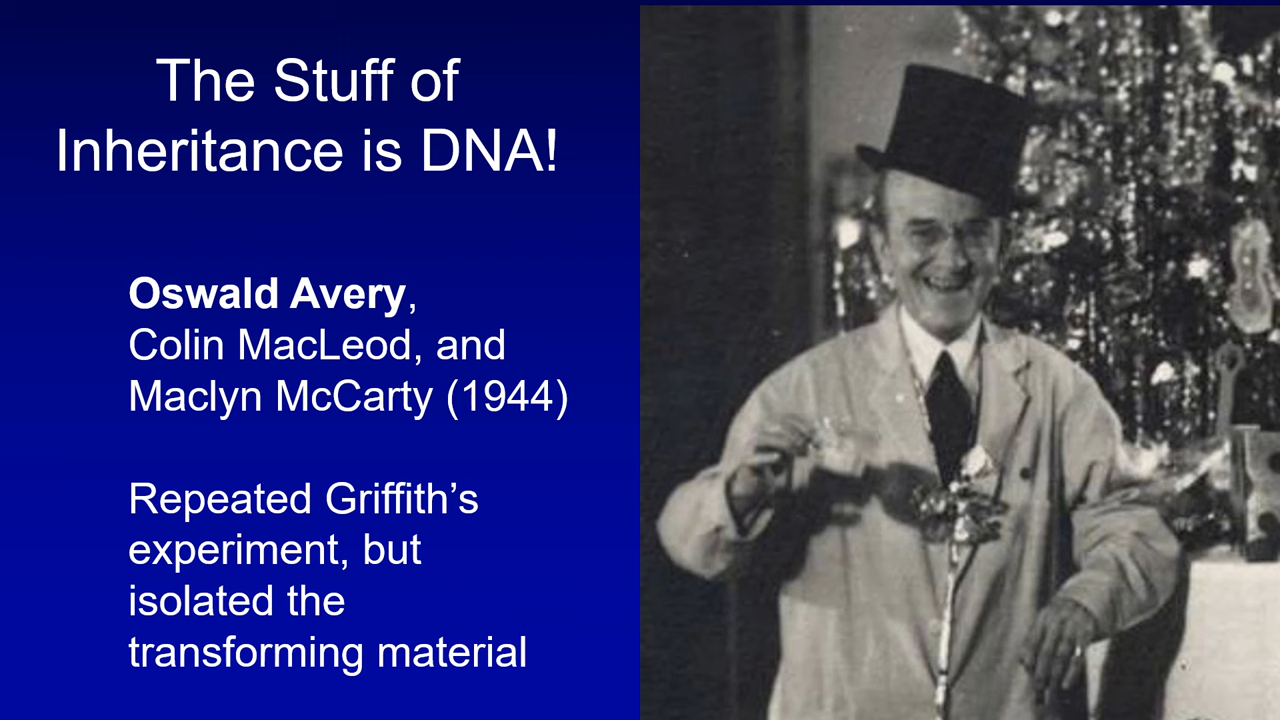 The Stuff of
Inheritance is DNA!
Oswald Avery,
Colin MacLeod, and
Maclyn McCarty (1944)
Repeated Griffith’s
experiment, but
isolated the
transforming material